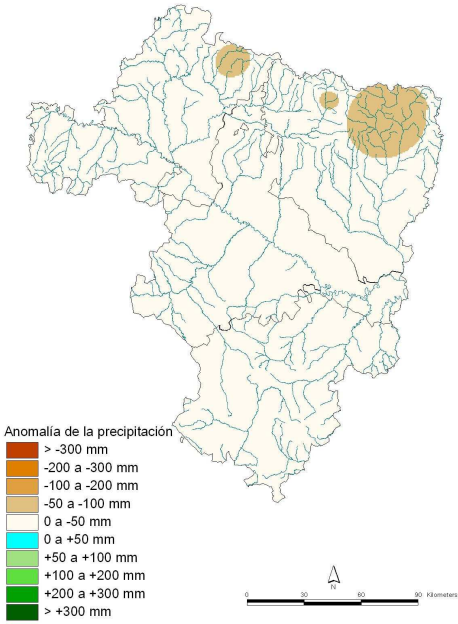 Anomalía de la precipitación
> -300 mm
-200 a -300 mm
-100 a -200 mm
-50 a -100 mm
0 a -50 mm
0 a +50 mm
+50 a +100 mm
+100 a +200 mm
+200 a +300 mm
> +300 mm
N
0 30 60 90 Kilometers